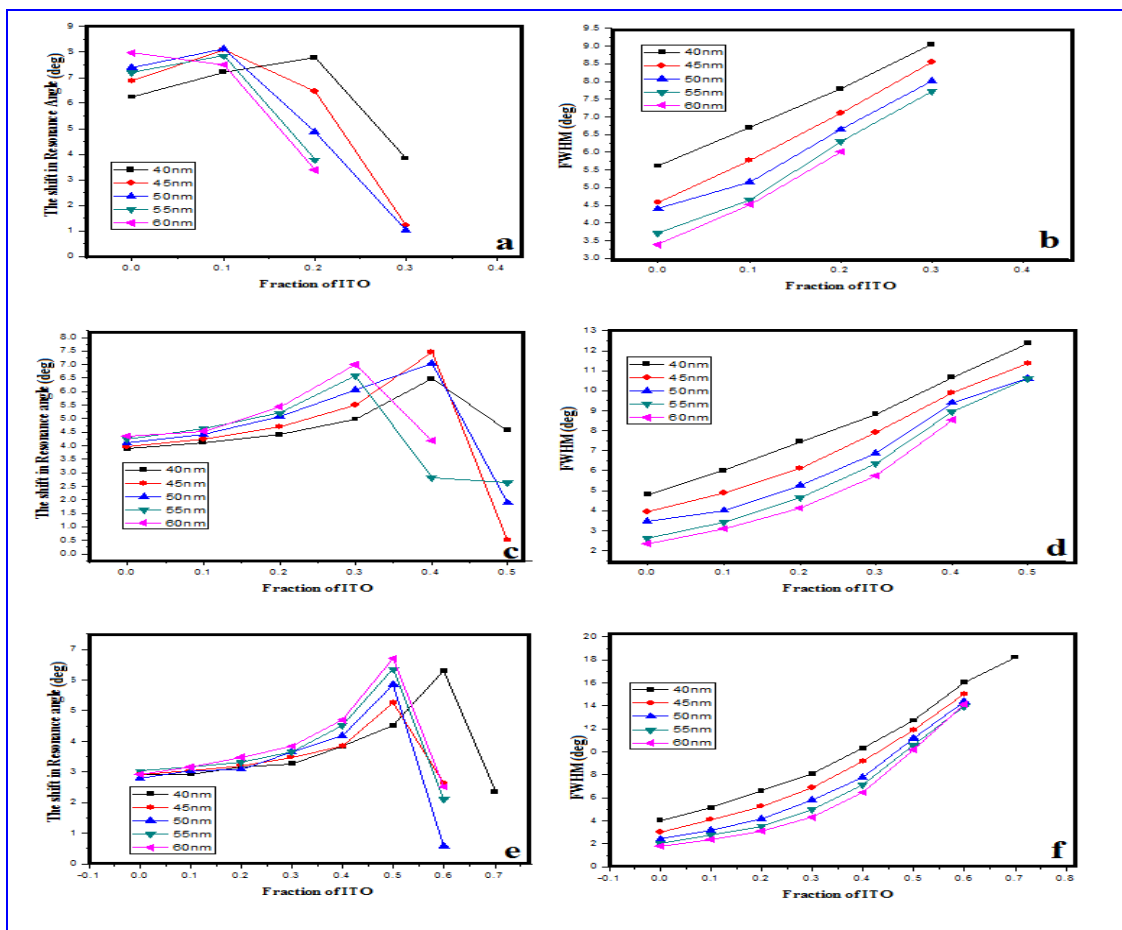 The shift in Resonance Angle (deg)
9
8
7
6
5
4
3
2
1
0
40nm
45nm
50nm
55nm
60nm
a
0.0
0.1
0.2
0.3
0.4
Fraction of ITO
FWHM (deg)
9.5
9.0
8.5
8.0
7.5
7.0
6.5
6.0
5.5
5.0
4.5
4.0
3.5
3.0
40nm
45nm
50nm
55nm
60nm
b
0.0
0.1
0.2
0.3
0.4
Fraction of ITO
The shift in Resonance angle (deg)
8.0
7.5
7.0
6.5
6.0
5.5
5.0
4.5
4.0
3.5
3.0
2.5
2.0
1.5
1.0
0.5
0.0
40nm
45nm
50nm
55nm
60nm
c
0.0
0.1
0.2
0.3
0.4
0.5
Fraction of ITO
FWHM (deg)
13
12
11
10
9
8
7
6
5
4
3
2
40nm
45nm
50nm
55nm
60nm
d
0.0
0.1
0.2
0.3
0.4
0.5
Fraction of ITO
The shift in Resonance angle (deg)
7
6
5
4
3
2
1
0
40nm
45nm
50nm
55nm
60nm
e
-0.1
0.0
0.1
0.2
0.3
0.4
0.5
0.6
0.7
Fraction of ITO
FWHM (deg)
20
18
16
14
12
0
8
6
4
2
0
40nm
45nm
50nm
55nm
60nm
f
-0.1
0.0
0.1
0.2
0.3
0.4
0.5
0.6
0.7
0.8
Fraction of ITO